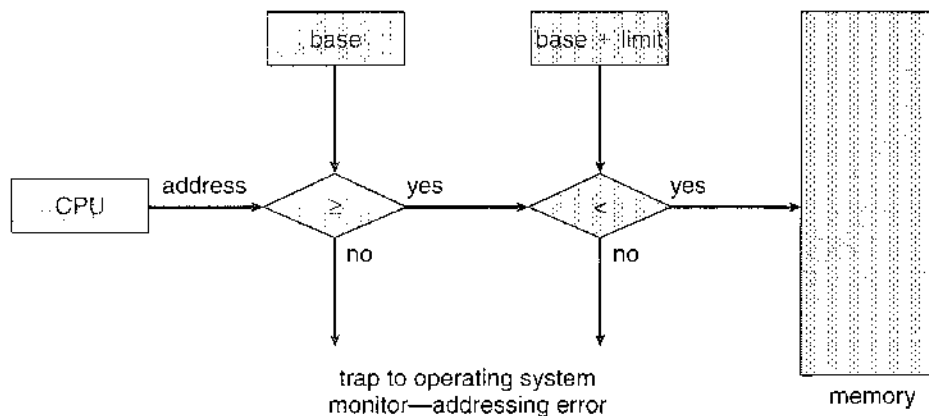 base
base + limit
CPU
address
≥
yes
<
yes
no
no
trap to operating system
monitor—addressing error
memory